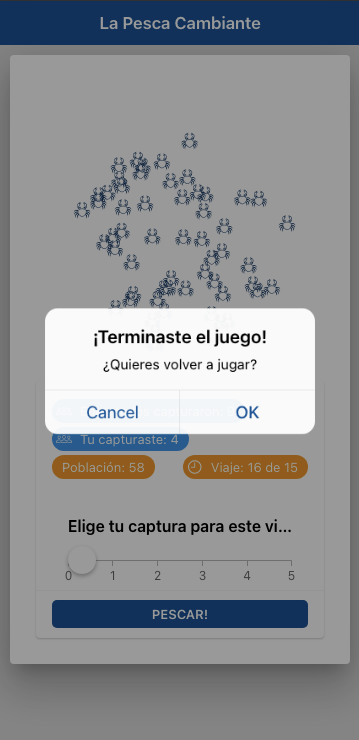 La Pesca Cambiante
¡Terminaste el juego!
¿Quieres volver a jugar?
Cancel OK
Tu capturaste: 4
Población: 58 Viaje: 16 de 15
Elige tu captura para este vi...
0 1 2 3 4 5
PESCAR!